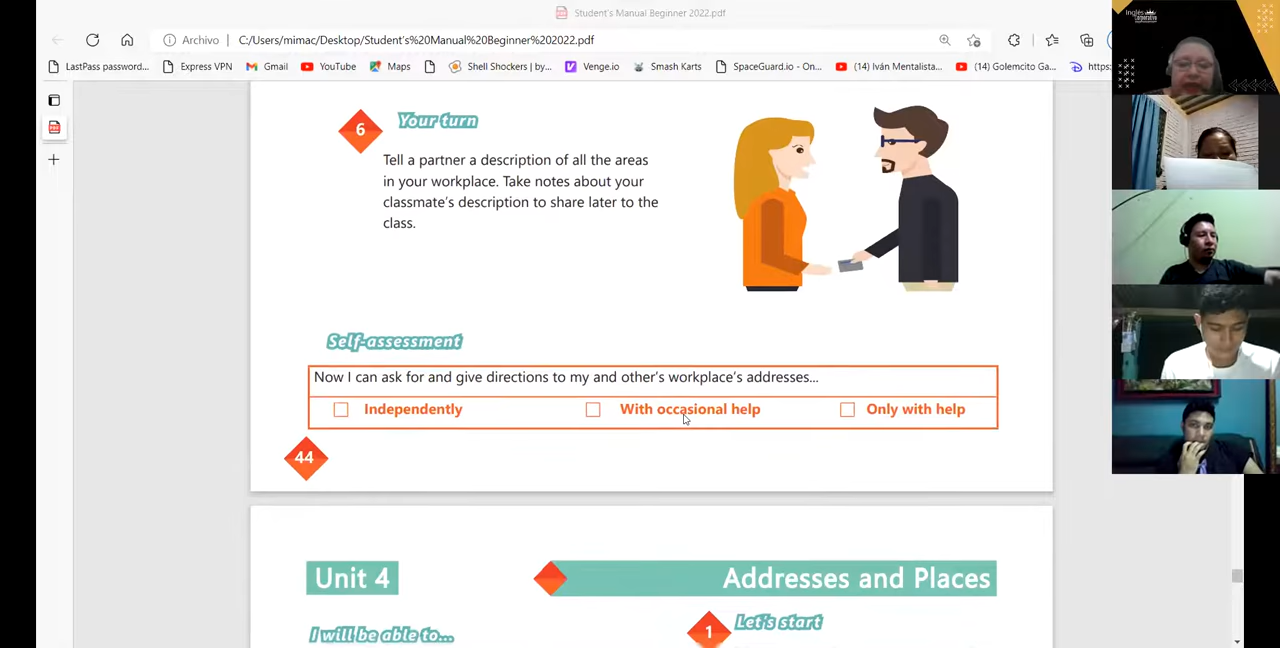 Student's Manual Beginner 2022.pdf
Archivo
C:/Users/mimac/Desktop/Student's%20Manual%20Beginner%202022.pdf
LastPass password...
Express VPN
Gmail
YouTube
Maps
Shell Shockers | by...
Venge.io
Smash Karts
SpaceGuard.io - On...
(14) Iván Mentalista...
(14) Golemcito Ga...
https:
Inglés
Corporativo
6
Your turn
Tell a partner a description of all the areas
in your workplace. Take notes about your
classmate's description to share later to the
class.
Self-assessment
Now I can ask for and give directions to my and other's workplace's addresses...
Independently
With occasional help
Only with help
44
Unit 4
Addresses and Places
I will be able to...
1
Let's start